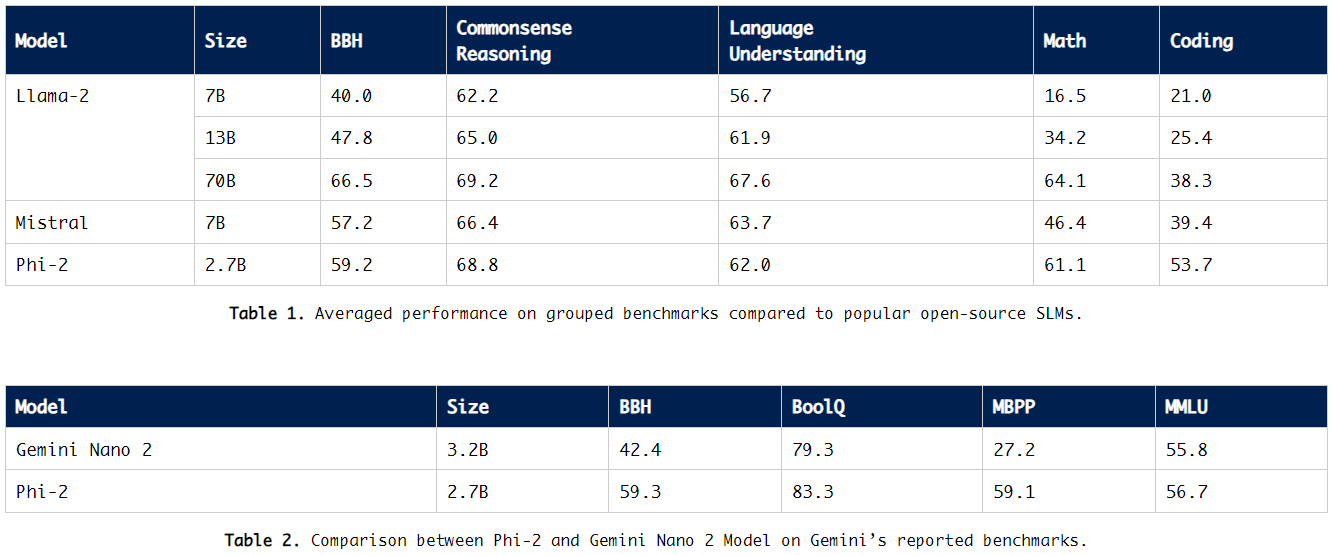 Model Size BBH Commonsense Reasoning Language Understanding Math Coding
Llama-2 7B 40.0 62.2 56.7 16.5 21.0
13B 47.8 65.0 61.9 34.2 25.4
70B 66.5 69.2 67.6 64.1 38.3
Mistral 7B 57.2 66.4 63.7 46.4 39.4
Phi-2 2.7B 59.2 68.8 62.0 61.1 53.7
Table 1. Averaged performance on grouped benchmarks compared to popular open-source SLMs.
Model Size BBH BoolQ MBPP MMLU
Gemini Nano 2 3.2B 42.4 79.3 27.2 55.8
Phi-2 2.7B 59.3 83.3 59.1 56.7
Table 2. Comparison between Phi-2 and Gemini Nano 2 Model on Gemini’s reported benchmarks.